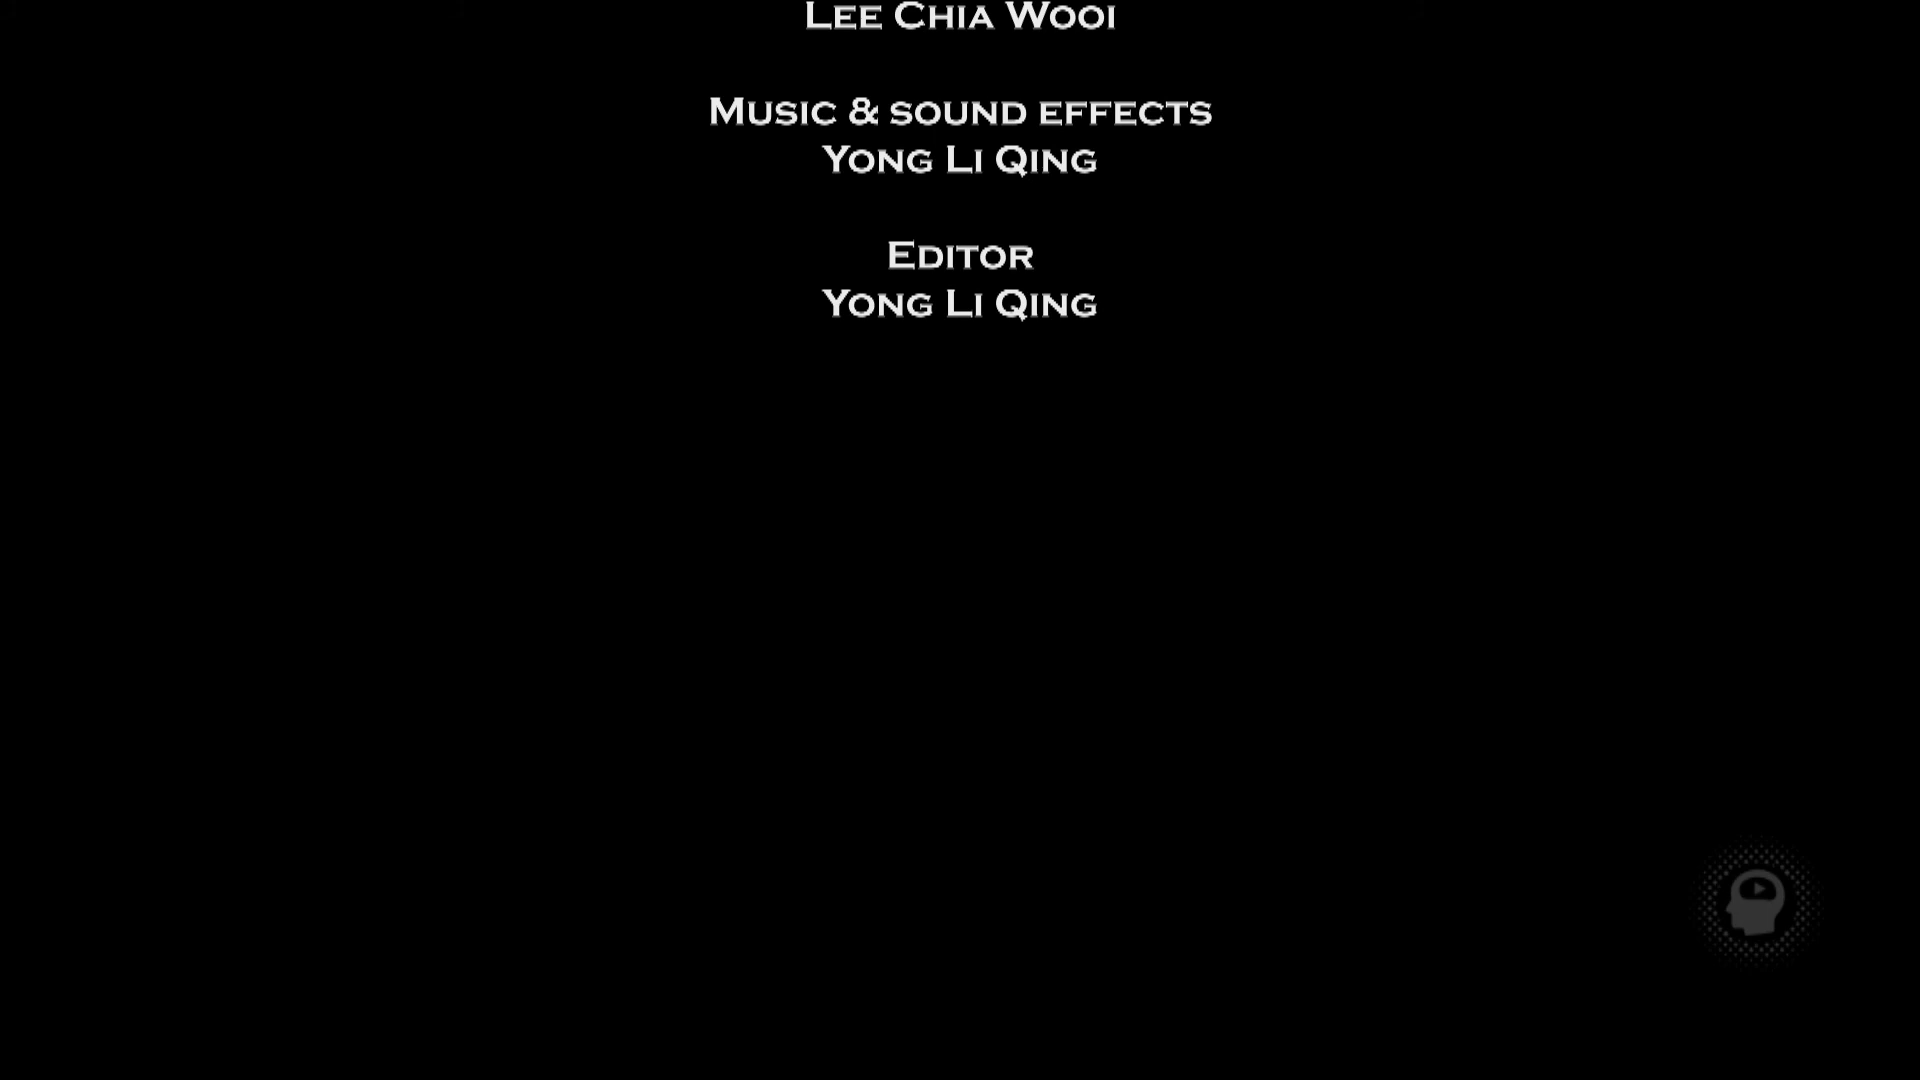 Lee Chia Wooi
Music & sound effects
Yong Li Qing
Editor
Yong Li Qing